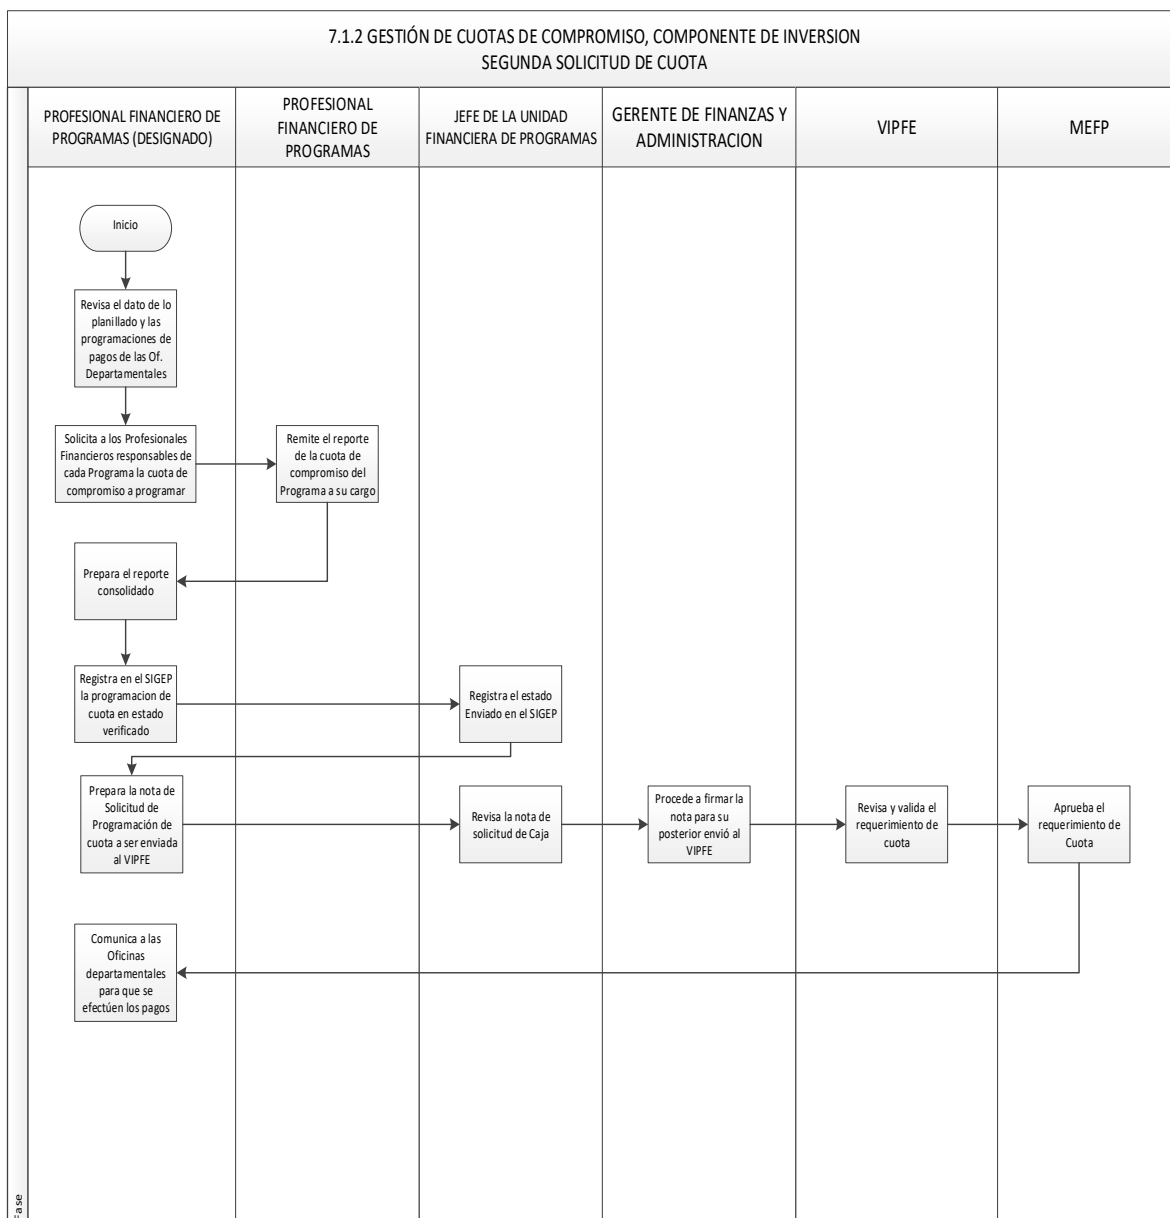 7.1.2 GESTIÓN DE CUOTAS DE COMPROMISO, COMPONENTE DE INVERSION
SEGUNDA SOLICITUD DE CUOTA
PROFESIONAL FINANCIERO DE
PROGRAMAS (DESIGNADO)
PROFESIONAL
FINANCIERO DE
PROGRAMAS
JEFE DE LA UNIDAD
FINANCIERA DE PROGRAMAS
GERENTE DE FINANZAS Y
ADMINISTRACION
VIPFE
MEFP
Inicio
Revisa el dato de lo
planillado y las
programaciones de
pagos de las Of.
Departamentales
Solicita a los Profesionales
Financieros responsables de
cada Programa la cuota de
compromiso a programar
Remite el reporte
de la cuota de
compromiso del
Programa a su cargo
Prepara el reporte
consolidado
Registra en el SIGEP
la programacion de
cuota en estado
verificado
Registra el estado
Enviado en el SIGEP
Prepara la nota de
Solicitud de
Programación de
cuota a ser enviada
al VIPFE
Revisa la nota de
solicitud de Caja
Procede a firmar la
nota para su
posterior envió al
VIPFE
Revisa y valida el
requerimiento de
cuota
Aprueba el
requerimiento de
Cuota
Comunica a las
Oficinas
departamentales
para que se
efectúen los pagos
Fase